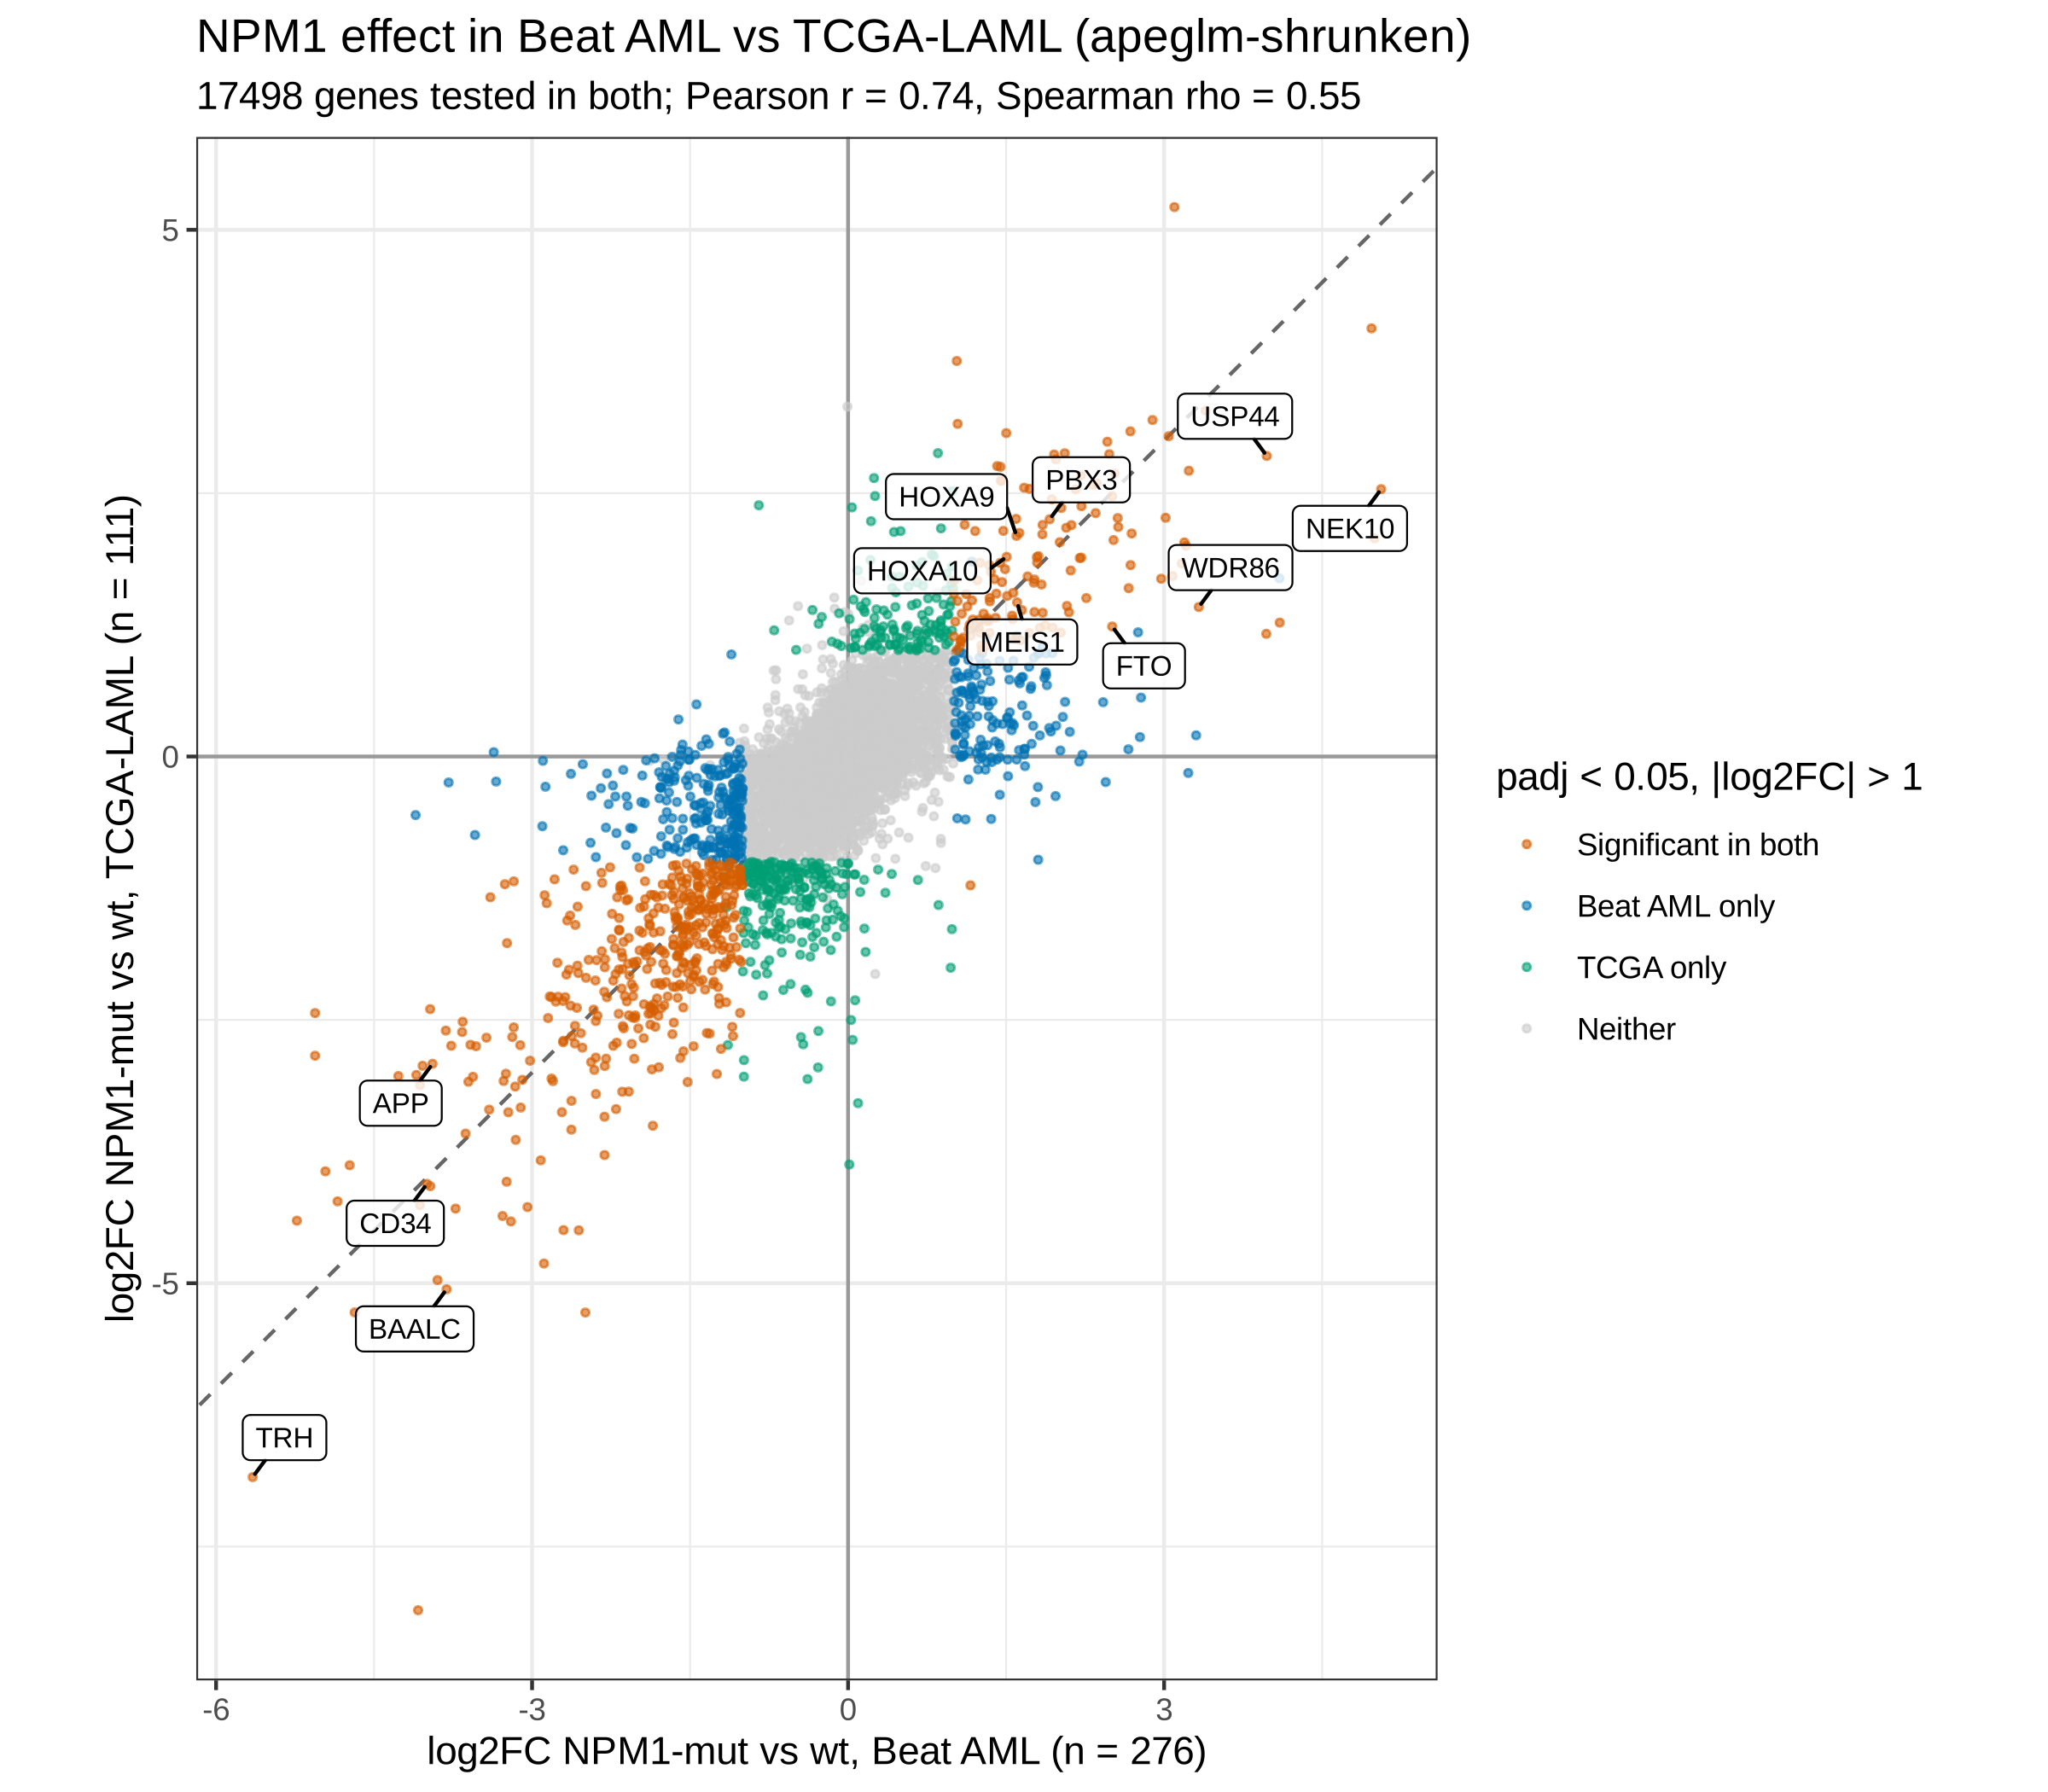 NPM1 effect in Beat AML vs TCGA-LAML (apeglm-shrunken)
17498 genes tested in both; Pearson r = 0.74, Spearman rho = 0.55
log2FC NPM1-mut vs wt, TCGA-LAML (n = 111)
5
0
-5
USP44
PBX3
HOXA9
NEK10
HOXA10
WDR86
MEIS1
FTO
APP
CD34
BAALC
TRH
-6
-3
0
3
log2FC NPM1-mut vs wt, Beat AML (n = 276)
padj < 0.05, |log2FC| > 1
Significant in both
Beat AML only
TCGA only
Neither